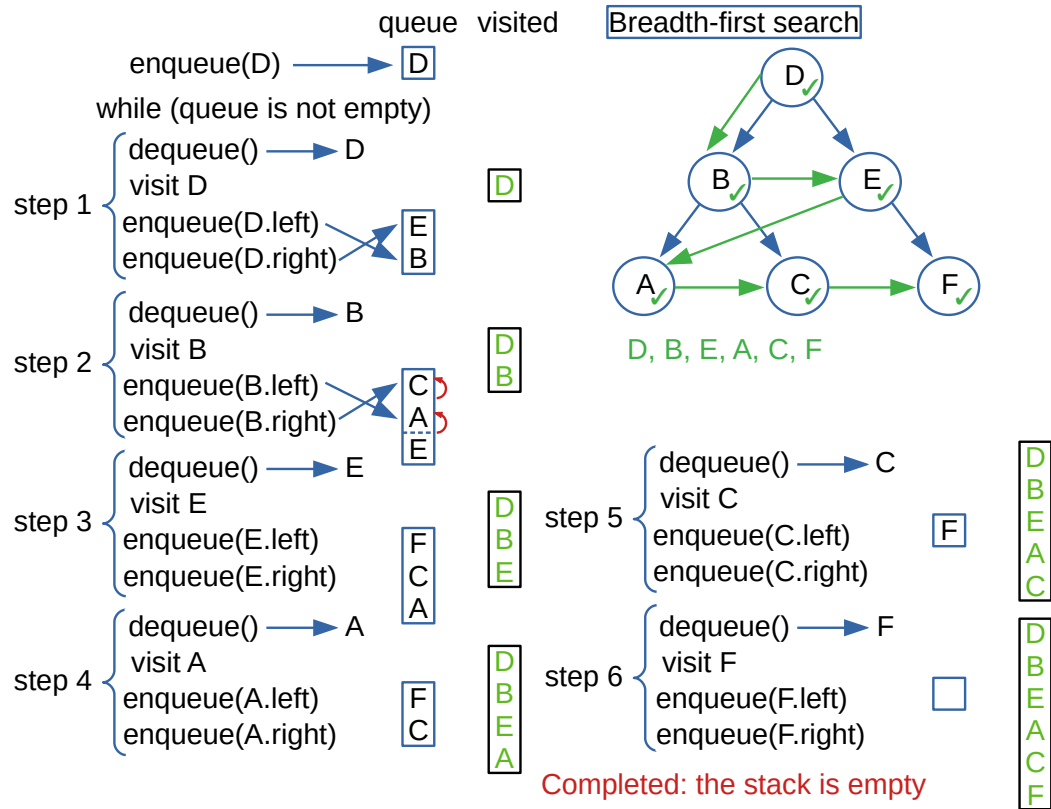 queue visited
Breadth-first search
enqueue(D) D
while (queue is not empty)
step 1
dequeue() D
visit D
enqueue(D.left)
enqueue(D.right)
E
B
D
step 2
dequeue() B
visit B
enqueue(B.left)
enqueue(B.right)
C
A
E
D
B
step 3
dequeue() E
visit E
enqueue(E.left)
enqueue(E.right)
F
C
A
D
B
E
step 4
dequeue() A
visit A
enqueue(A.left)
enqueue(A.right)
F
C
D
B
E
A
D
B E
A C F
D, B, E, A, C, F
step 5
dequeue() C
visit C
enqueue(C.left)
enqueue(C.right)
F
D
B
E
A
C
step 6
dequeue() F
visit F
enqueue(F.left)
enqueue(F.right)
D
B
E
A
C
F
Completed: the stack is empty